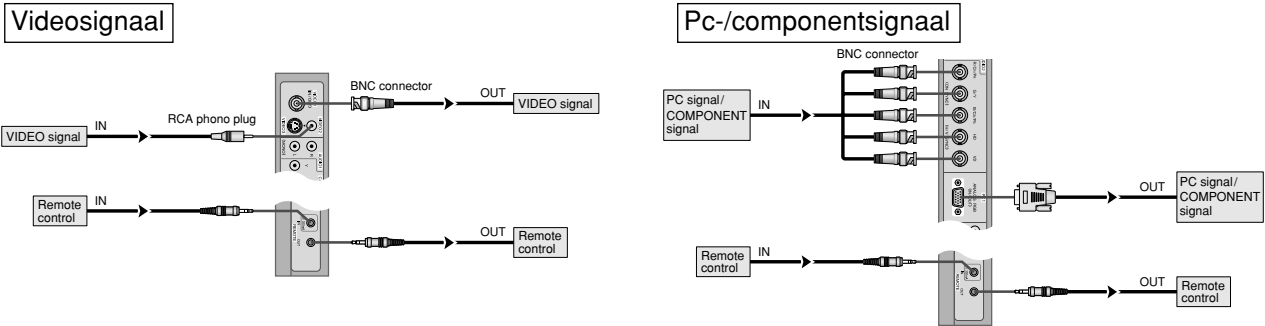 Videosignaal
BNC connector
OUT
VIDEO signal
RCA phono plug
IN
VIDEO signal
Remote
control
IN
OUT
Remote
control
Pc-/componentsignaal
BNC connector
PC signal/
COMPONENT
signal
IN
OUT
PC signal/
COMPONENT
signal
Remote
control
IN
OUT
Remote
control